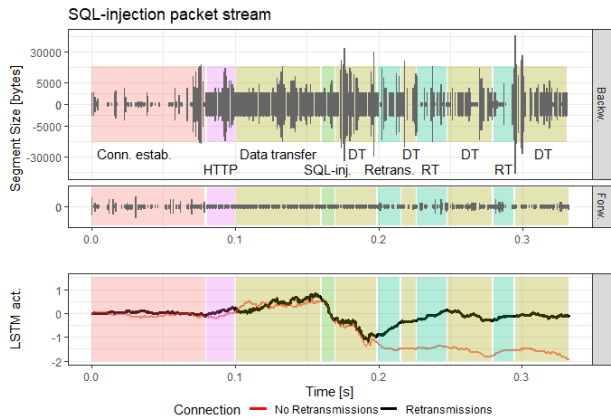 SQL-injection packet stream
Segment Size [bytes]
30000
5000
0
-5000
-30000
Conn. estab.
Data transfer
DT
DT
DT
DT
HTTP
SQL-inj.
Retrans.
RT
RT
Backw.
0
Forw.
0.0
0.1
0.2
0.3
LSTM act.
1
0
-1
-2
0.0
0.1
0.2
0.3
Time [s]
Connection
No Retransmissions
Retransmissions